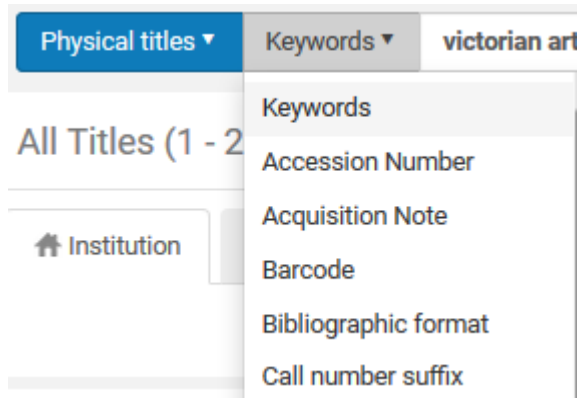 Physical titles Keywords victorian art
Keywords
All Titles (1 - 2
Accession Number
Acquisition Note
Institution
Barcode
Bibliographic format
Call number suffix